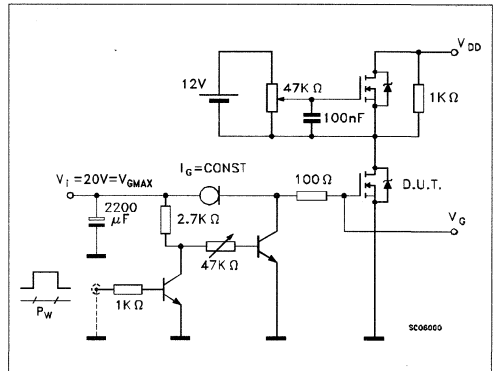 V_DD
12V
47K Ω
1K Ω
100nF
V_i =20V=V_GMAX
I_G=CONST
100 Ω
D.U.T.
2200
µF
2.7K Ω
V_G
47K Ω
1K Ω
P_W
SC06000